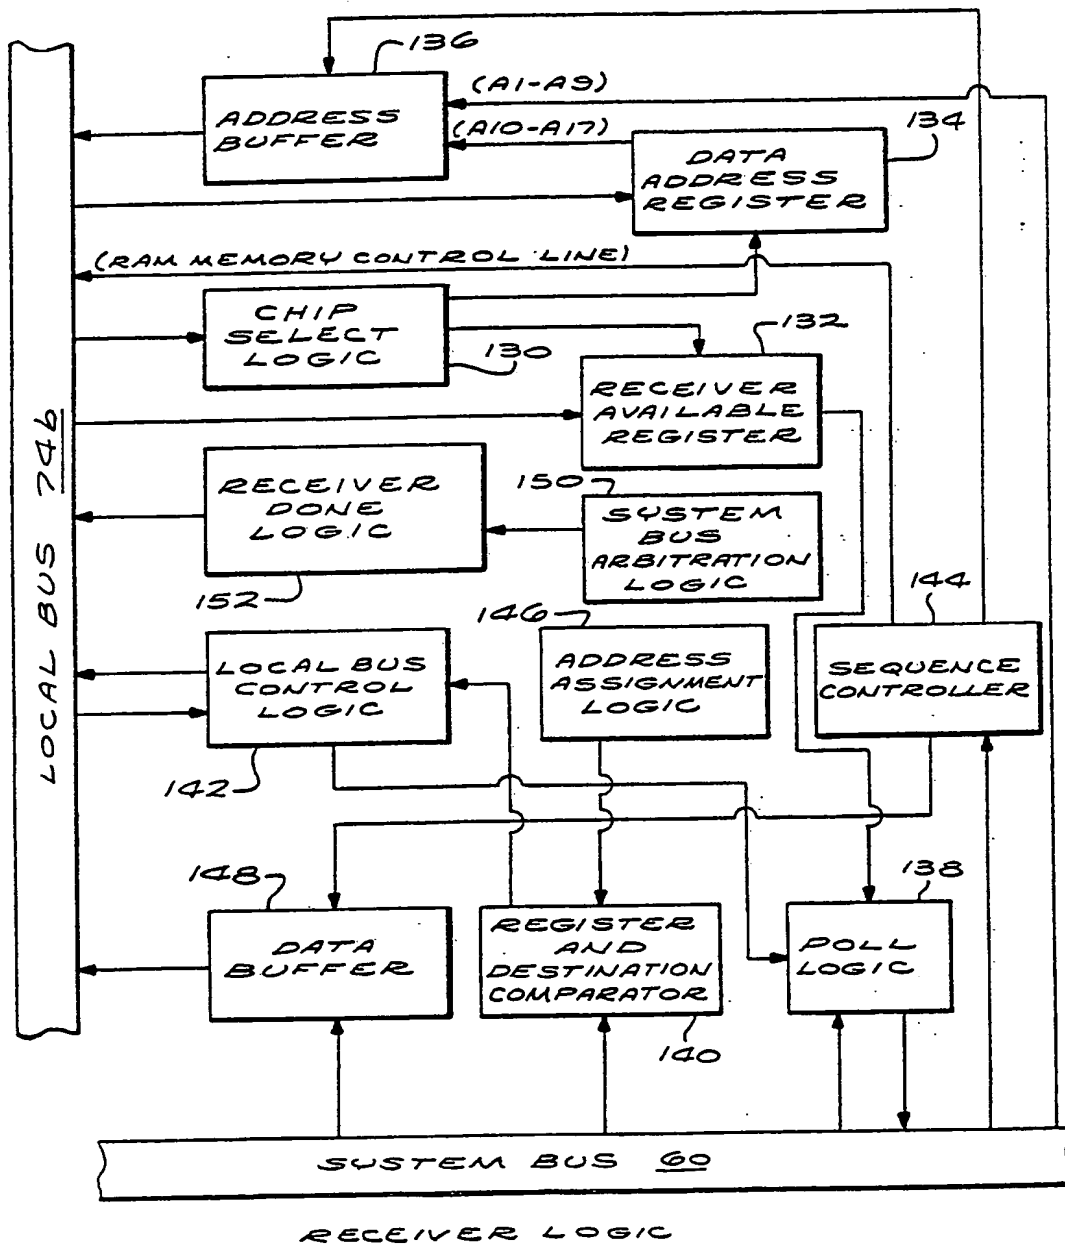 136
ADDRESS
BUFFER
(A1-A9)
(A10-A17)
134
DATA
ADDRESS
REGISTER
(RAM MEMORY CONTROL LINE)
CHIP
SELECT
LOGIC
130
132
RECEIVER
AVAILABLE
REGISTER
LOCAL BUS 746
RECEIVER
DONE
LOGIC
152
150
SYSTEM
BUS
ARBITRATION
LOGIC
146
ADDRESS
ASSIGNMENT
LOGIC
144
SEQUENCE
CONTROLLER
LOCAL BUS
CONTROL
LOGIC
142
148
DATA
BUFFER
REGISTER
AND
DESTINATION
COMPARATOR
140
138
POLL
LOGIC
SYSTEM BUS 60
RECEIVER LOGIC